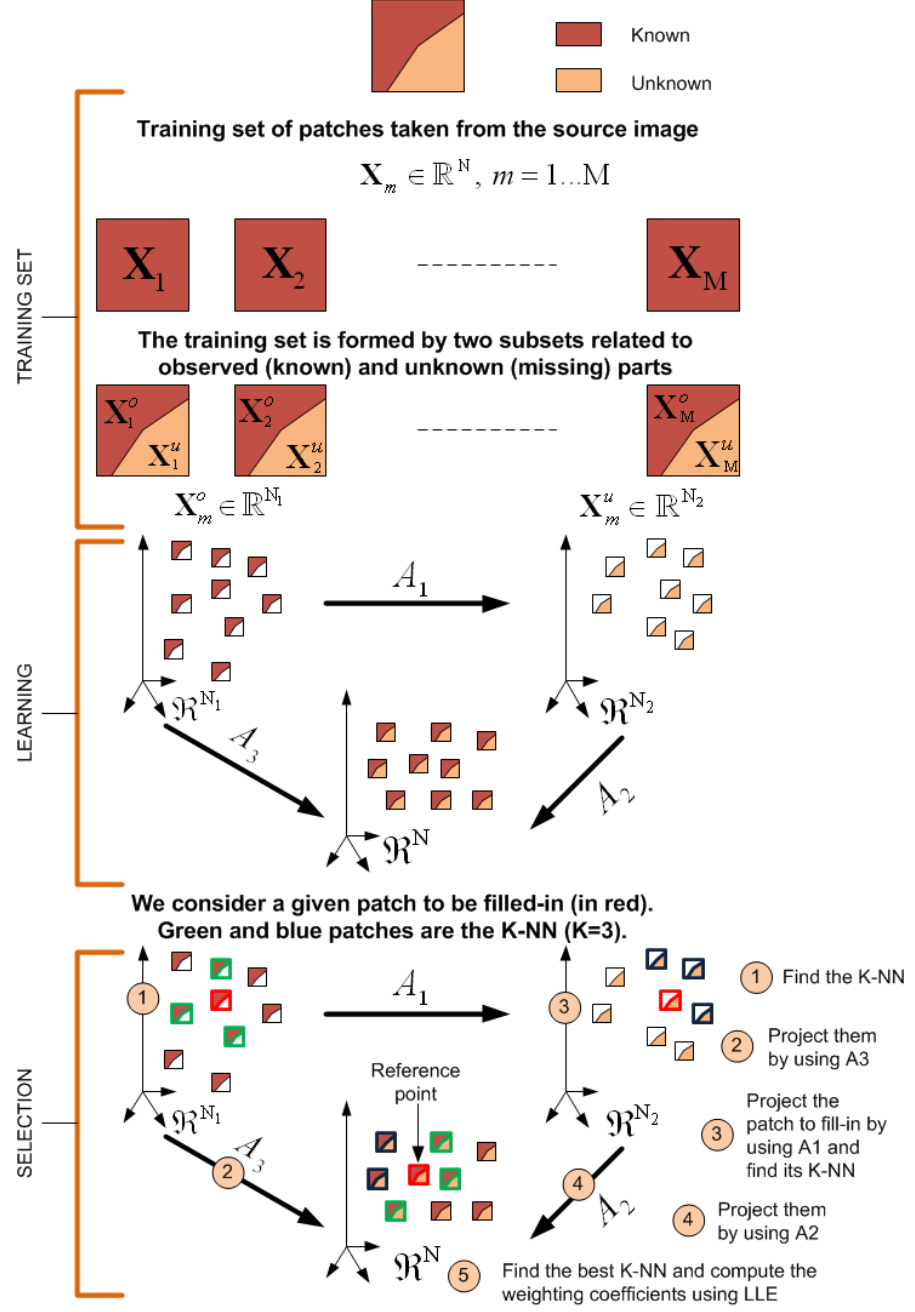 Known
Unknown
Training set of patches taken from the source image
X_m ∈ ℝ^N, m = 1...M
TRAINING SET
X_1 X_2 ---------- X_M
The training set is formed by two subsets related to
observed (known) and unknown (missing) parts
X_1^o X_2^o ---------- X_M^o
X_1^u X_2^u X_M^u
X_m^o ∈ ℝ^N_1 X_m^u ∈ ℝ^N_2
LEARNING
A_1
ℜ^N_1 ℜ^N_2
A_3 A_2
ℜ^N
We consider a given patch to be filled-in (in red).
Green and blue patches are the K-NN (K=3).
SELECTION
1 A_1 3
1 Find the K-NN
2 Project them
by using A3
Reference
point
ℜ^N_1 ℜ^N_2
3 Project the
patch to fill-in by
using A1 and
find its K-NN
2 A_3 4 A_2
4 Project them
by using A2
ℜ^N
5 Find the best K-NN and compute the
weighting coefficients using LLE